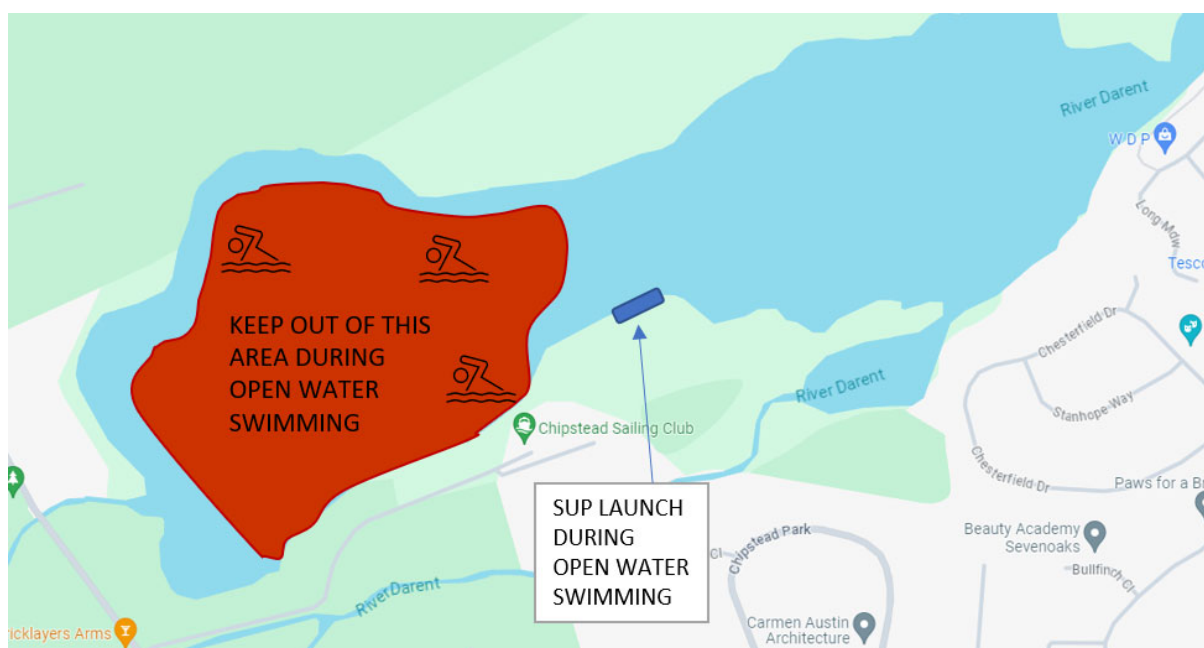 River Darent
W D P
Long Mdw
Tesco
KEEP OUT OF THIS
AREA DURING
OPEN WATER
SWIMMING
Chesterfield Dr
River Darent
Stanhope Way
Chipstead Sailing Club
Chesterfield Dr
Paws for a B
SUP LAUNCH
DURING
OPEN WATER
SWIMMING
Chipstead Park
Beauty Academy
Sevenoaks
Cl
Bullfinch Cl
River Darent
Carmen Austin
Architecture
ricklayers Arms